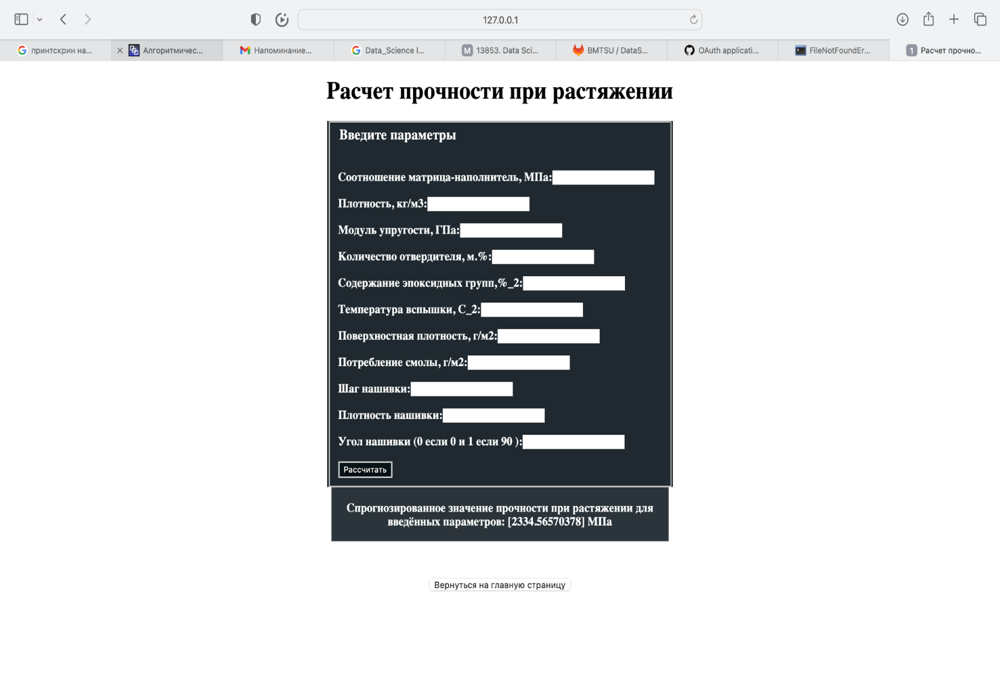 127.0.0.1
принтскрин на...
Алгоритмичес...
Напоминание...
Data_Science I...
M 13853. Data Sci...
BMTSU / DataS...
OAuth applicati...
FileNotFoundEr...
1 Расчет прочно...
Расчет прочности при растяжении
Введите параметры
Соотношение матрица-наполнитель, МПа:
Плотность, кг/м3:
Модуль упругости, ГПа:
Количество отвердителя, м.%:
Содержание эпоксидных групп,%_2:
Температура вспышки, С_2:
Поверхностная плотность, г/м2:
Потребление смолы, г/м2:
Шаг нашивки:
Плотность нашивки:
Угол нашивки (0 если 0 и 1 если 90 ):
Рассчитать
Спрогнозированное значение прочности при растяжении для
введённых параметров: [2334.56570378] МПа
Вернуться на главную страницу